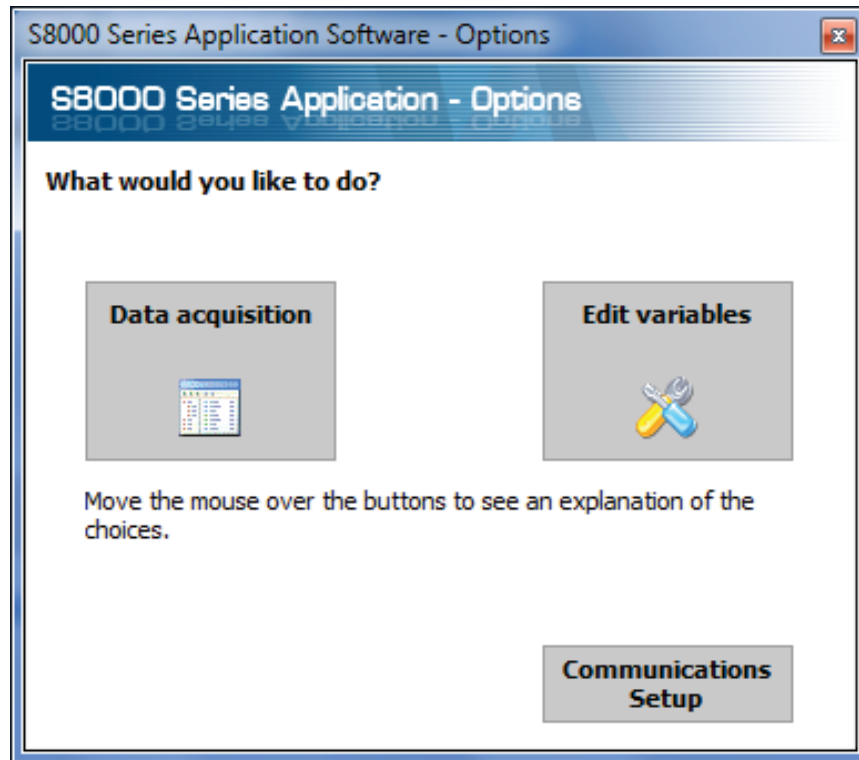 S8000 Series Application Software - Options
S8000 Series Application - Options
What would you like to do?
Data acquisition
Edit variables
Move the mouse over the buttons to see an explanation of the
choices.
Communications
Setup